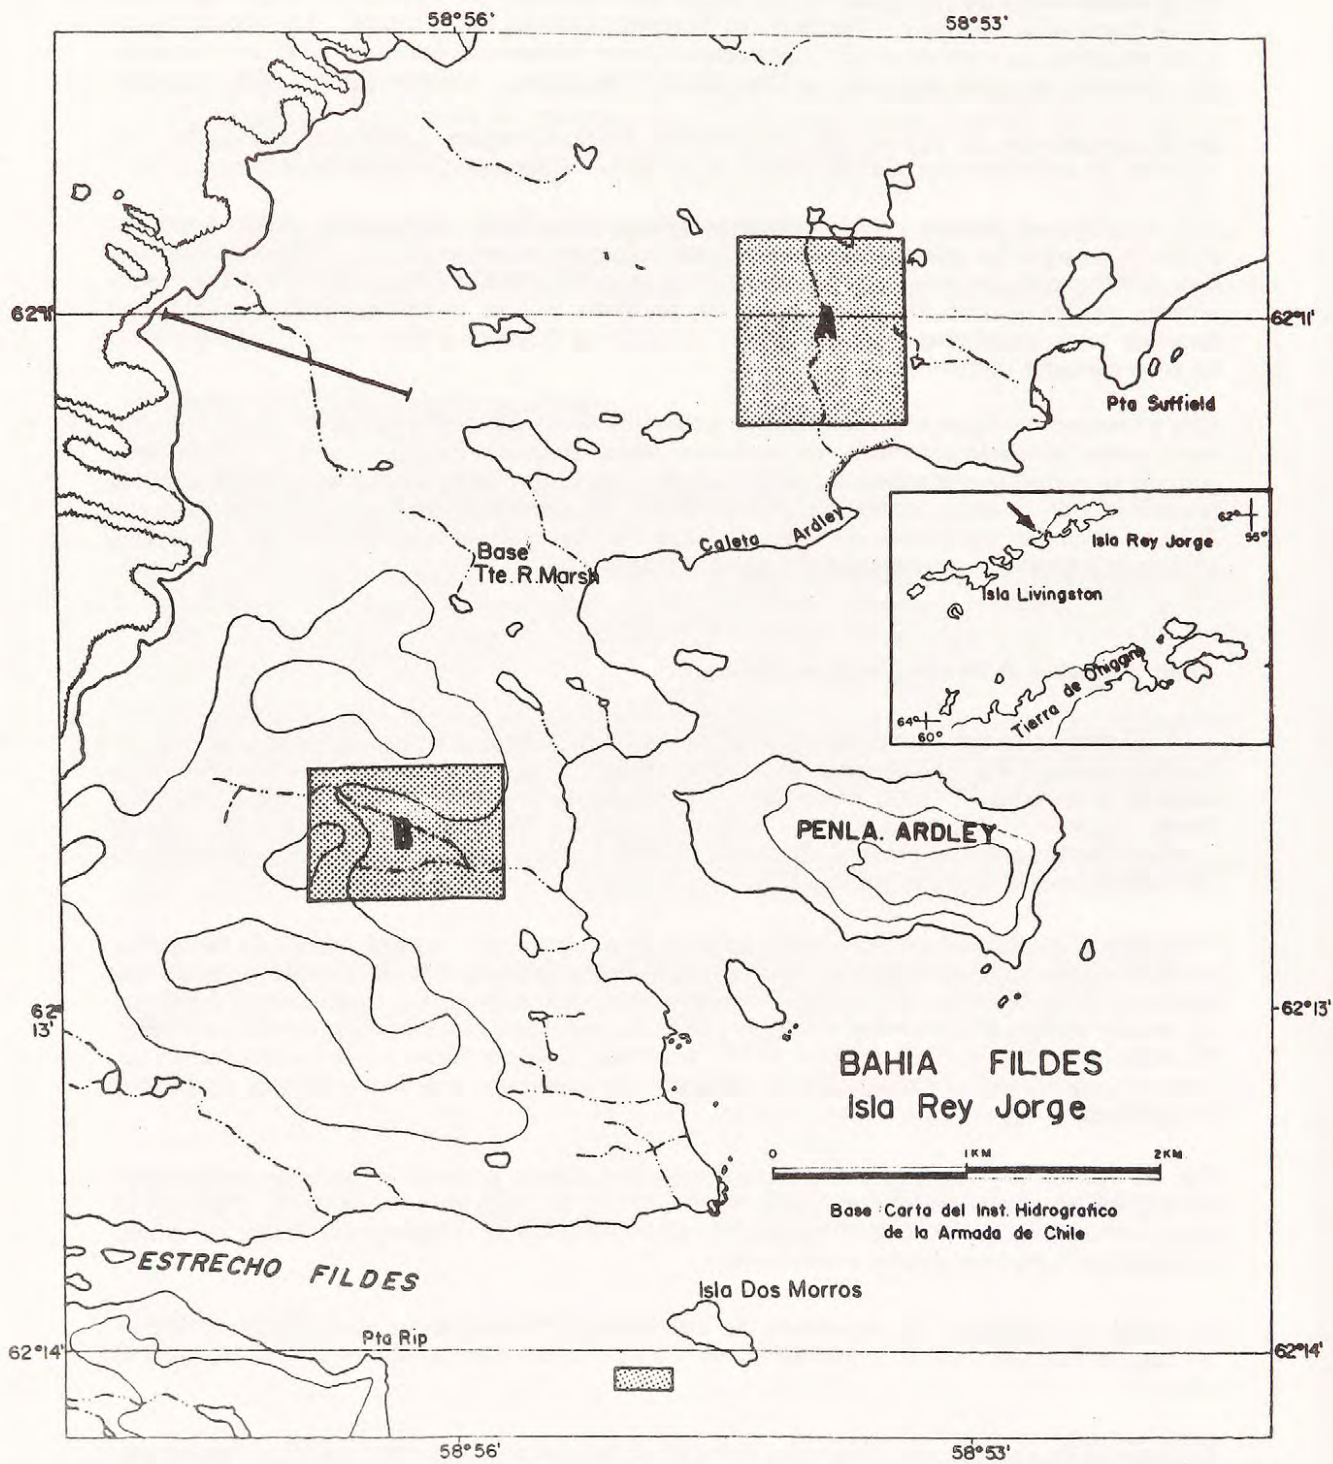 58°56'
58°53'
62°11'
62°11'
A
Pta Suffield
Caleta Ardley
Base
Tte. R. Marsh
62°
55°
Isla Rey Jorge
Isla Livingston
Tierra de O'higgins
64°
60°
B
PENLA. ARDLEY
62°
13'
62°13'
BAHIA FILDES
Isla Rey Jorge
0 1KM 2KM
Base : Carta del Inst. Hidrografico
de la Armada de Chile
ESTRECHO FILDES
Isla Dos Morros
Pta Rip
62°14'
62°14'
58°56'
58°53'